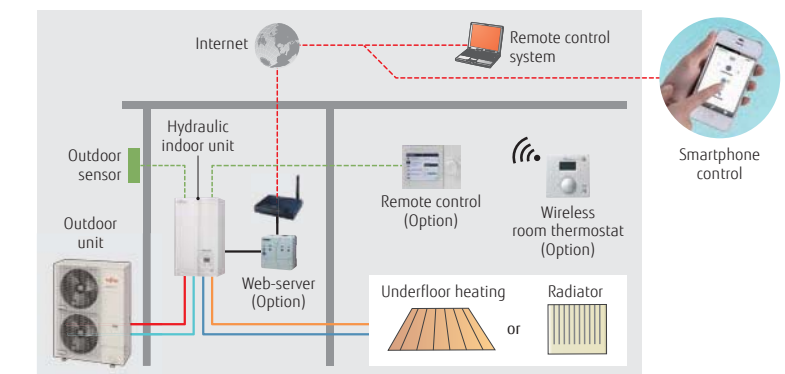 Internet
Remote control
system
Hydraulic
indoor unit
Outdoor
sensor
Smartphone
control
Remote control
(Option)
Wireless
room thermostat
(Option)
Outdoor
unit
Web-server
(Option)
Underfloor heating
Radiator
or